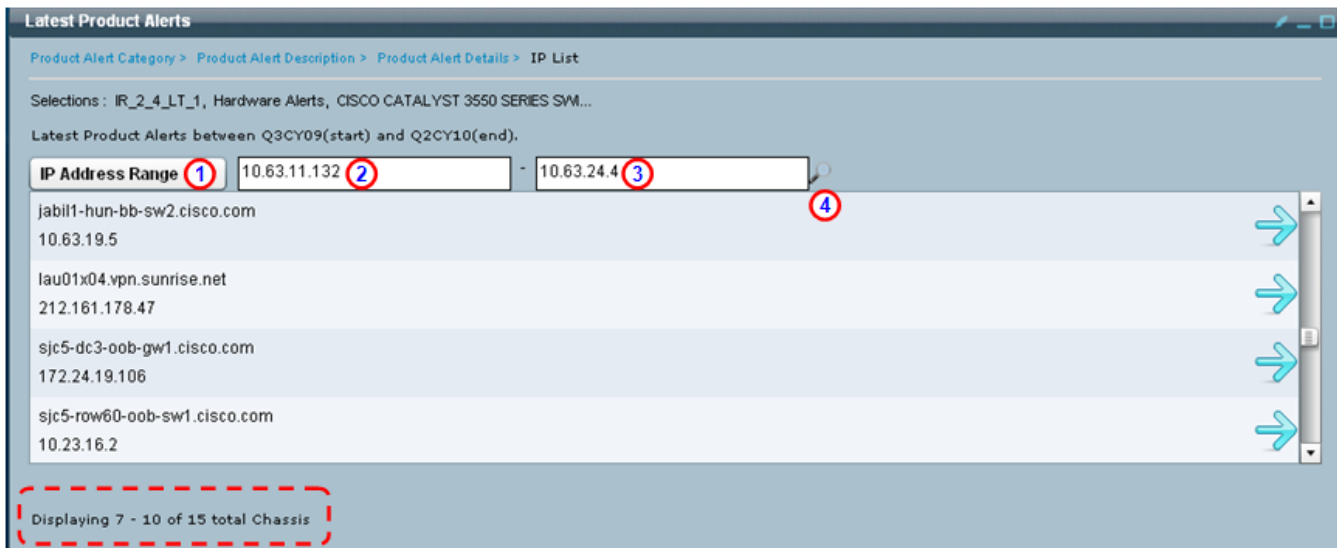 Latest Product Alerts
Product Alert Category > Product Alert Description > Product Alert Details > IP List
Selections : IR_2_4_LT_1, Hardware Alerts, CISCO CATALYST 3550 SERIES SWI...
Latest Product Alerts between Q3CY09(start) and Q2CY10(end).
IP Address Range 1 10.63.11.132 2 - 10.63.24.4 3
4
jabil1-hun-bb-sw2.cisco.com
10.63.19.5
lau01x04.vpn.sunrise.net
212.161.178.47
sjc5-dc3-oob-gw1.cisco.com
172.24.19.106
sjc5-row60-oob-sw1.cisco.com
10.23.16.2
Displaying 7 - 10 of 15 total Chassis